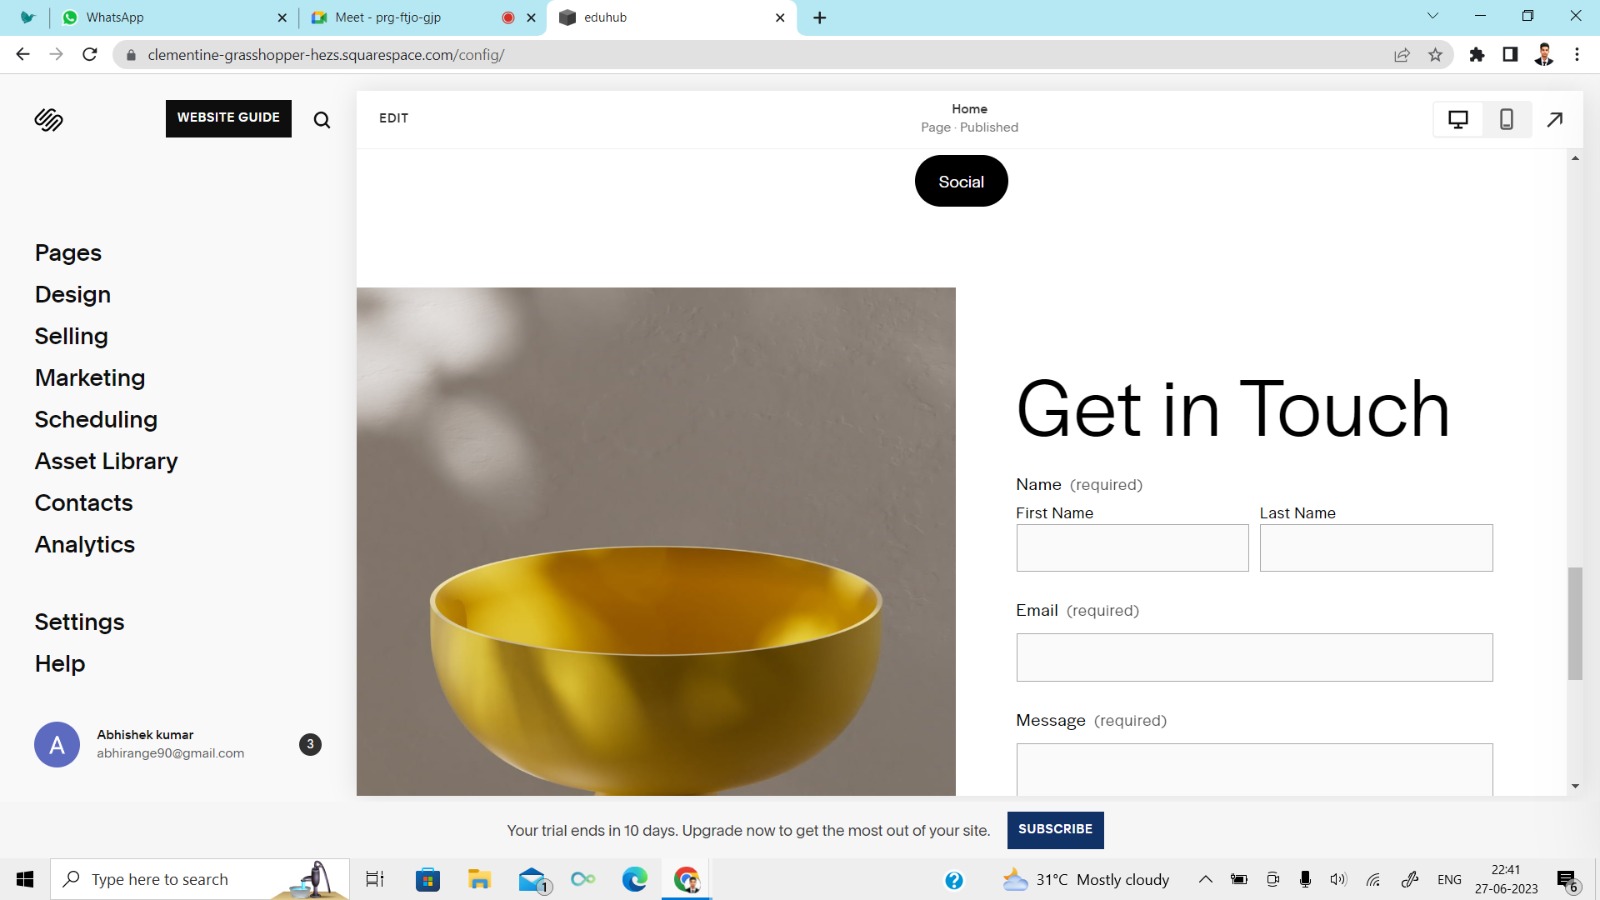 WhatsApp
Meet - prg-ftjo-gjp
eduhub
clementine-grasshopper-hezs.squarespace.com/config/
WEBSITE GUIDE
EDIT
Home
Page · Published
Social
Pages
Design
Selling
Marketing
Scheduling
Asset Library
Contacts
Analytics
Settings
Help
A
Abhishek kumar
abhirange90@gmail.com
3
Get in Touch
Name (required)
First Name
Last Name
Email (required)
Message (required)
Your trial ends in 10 days. Upgrade now to get the most out of your site.
SUBSCRIBE
Type here to search
1
31°C Mostly cloudy
ENG
22:41
27-06-2023
6